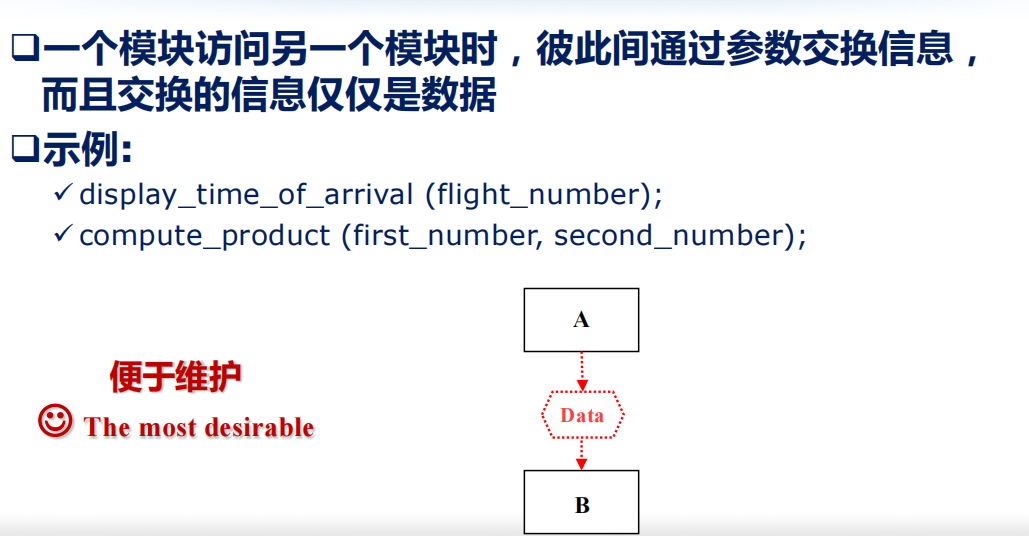 一个模块访问另一个模块时，彼此间通过参数交换信息，
而且交换的信息仅仅是数据
示例:
display_time_of_arrival (flight_number);
compute_product (first_number, second_number);
A
便于维护
Data
The most desirable
B